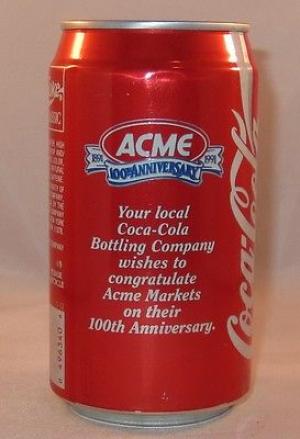 ACME
1891 1991
100th ANNIVERSARY
Your local
Coca-Cola
Bottling Company
wishes to
congratulate
Acme Markets
on their
100th Anniversary.
Coca-Cola